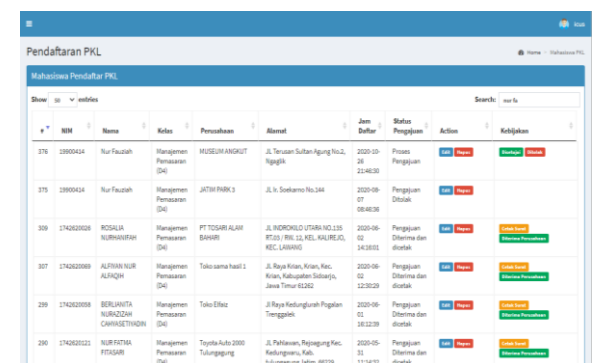 icus
Pendaftaran PKL
Home Mahasiswa PKL
Mahasiswa Pendaftar PKL
Show 50 entries Search: nur fa
# NIM Nama Kelas Perusahaan Alamat Jam Daftar Status Pengajuan Action Kebijakan
376 19900414 Nur Fauziah Manajemen Pemasaran (D4) MUSEUM ANGKUT JL Terusan Sultan Agung No.2, Ngaglik 2020-10-26 21:46:30 Proses Pengajuan Edit Hapus Disetujui Ditolak
375 19900414 Nur Fauziah Manajemen Pemasaran (D4) JATIM PARK 3 JL Ir. Soekarno No.144 2020-08-07 08:46:36 Pengajuan Ditolak Edit Hapus
309 1742620028 ROSALIA NURHANIFAH Manajemen Pemasaran (D4) PT TOSARI ALAM BAHARI JL INDROKILO UTARA NO.135 RT.03 / RW. 12, KEL. KALIREJO, KEC. LAWANG 2020-06-02 14:16:01 Pengajuan Diterima dan dicetak Edit Hapus Cetak Surat Diterima Perusahaan
307 1742620069 ALFIYAN NUR ALFAQIH Manajemen Pemasaran (D4) Toko sama hasil 1 Jl. Raya Krian, Krian, Kec. Krian, Kabupaten Sidoarjo, Jawa Timur 61262 2020-06-02 12:30:29 Pengajuan Diterima dan dicetak Edit Hapus Cetak Surat Diterima Perusahaan
299 1742620058 BERLIANITA NURAZIZAH CAHYASETYHADIN Manajemen Pemasaran (D4) Toko Elfaiz Jl Raya Kedunglurah Pogalan Trenggalek 2020-06-01 16:12:39 Pengajuan Diterima dan dicetak Edit Hapus Cetak Surat Diterima Perusahaan
290 1742620121 NUR FATMA FITASARI Manajemen Pemasaran (D4) Toyota Auto 2000 Tulungagung JL Pahlawan, Rejoagung Kec. Kedungwaru, Kab. 2020-05-31 Pengajuan Diterima dan dicetak Edit Hapus Cetak Surat Diterima Perusahaan